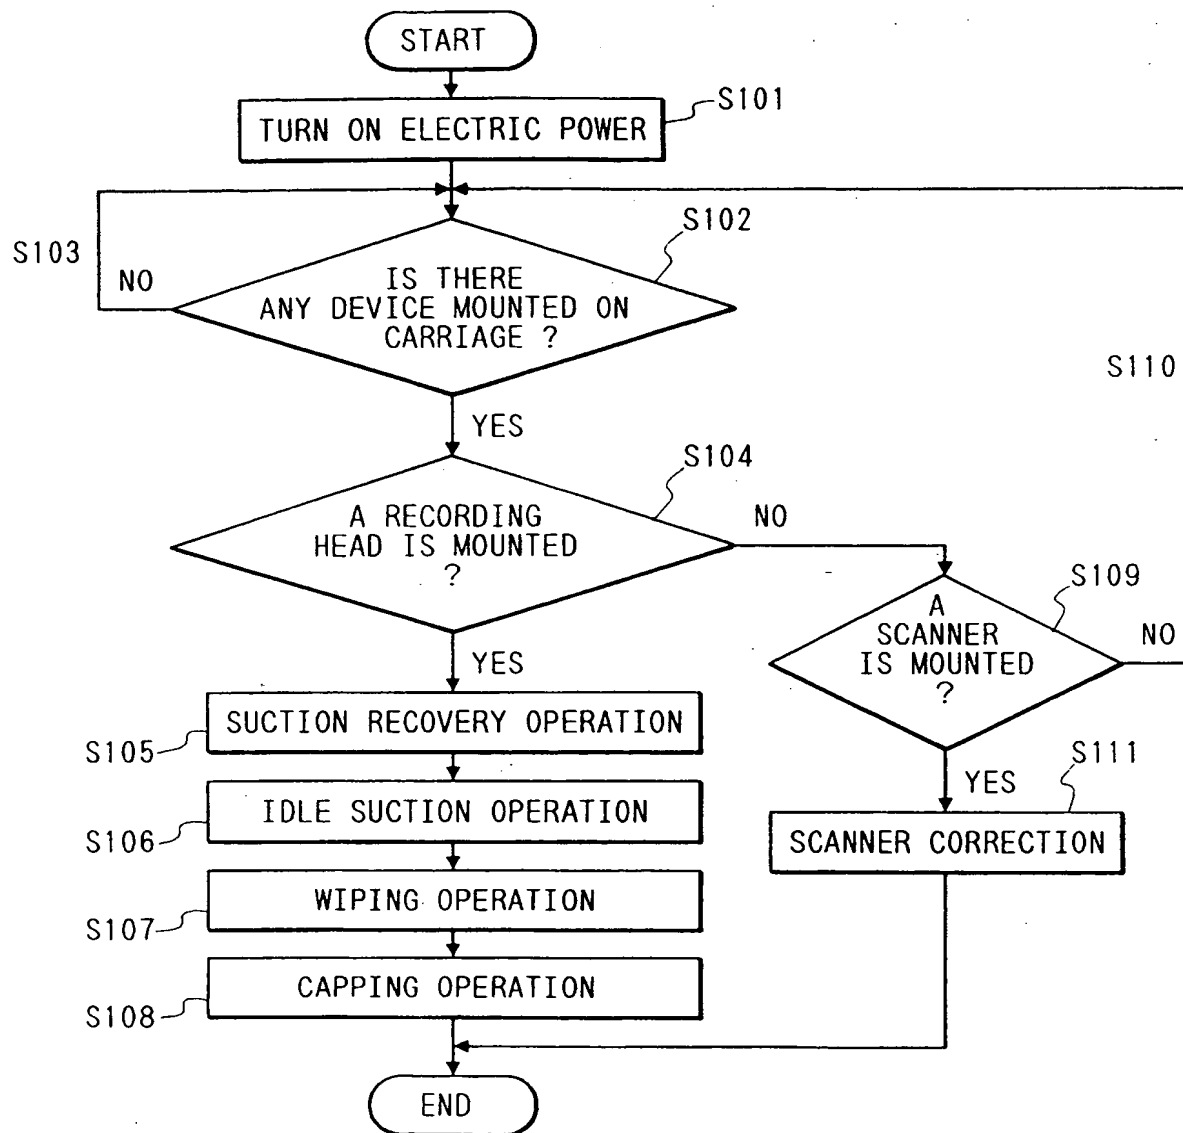 START
TURN ON ELECTRIC POWER
S101
S102
S103
NO
IS THERE
ANY DEVICE MOUNTED ON
CARRIAGE ?
S110
YES
S104
A RECORDING
HEAD IS MOUNTED
?
NO
S109
A
SCANNER
IS MOUNTED
?
NO
YES
SUCTION RECOVERY OPERATION
S105
YES
S111
IDLE SUCTION OPERATION
S106
SCANNER CORRECTION
WIPING OPERATION
S107
CAPPING OPERATION
S108
END